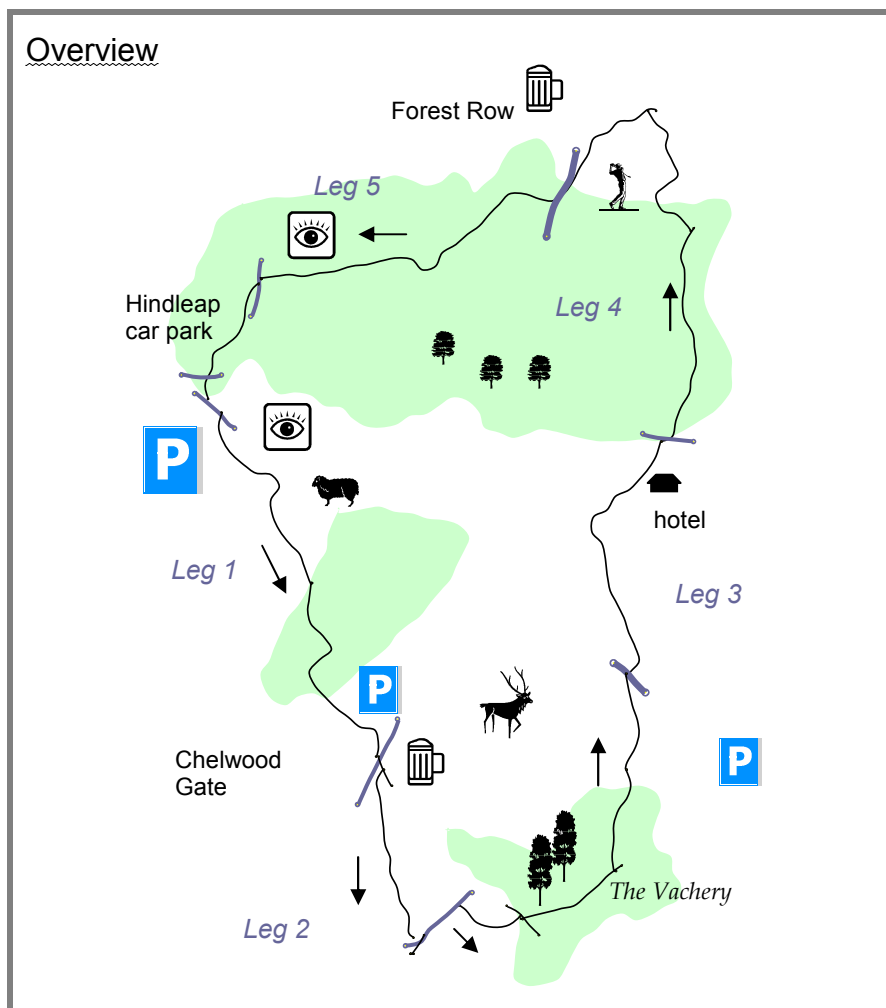 Overview
Forest Row
Leg 5
Hindleap
car park
Leg 4
P
hotel
Leg 1
Leg 3
P
Chelwood
Gate
P
The Vachery
Leg 2